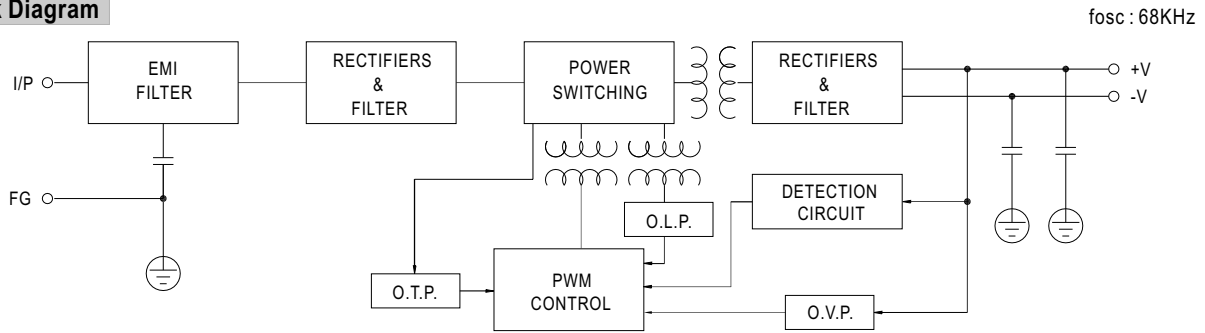 Diagram
fosc : 68KHz
I/P
EMI
FILTER
RECTIFIERS
&
FILTER
POWER
SWITCHING
RECTIFIERS
&
FILTER
+V
-V
FG
DETECTION
CIRCUIT
O.L.P.
O.T.P.
PWM
CONTROL
O.V.P.